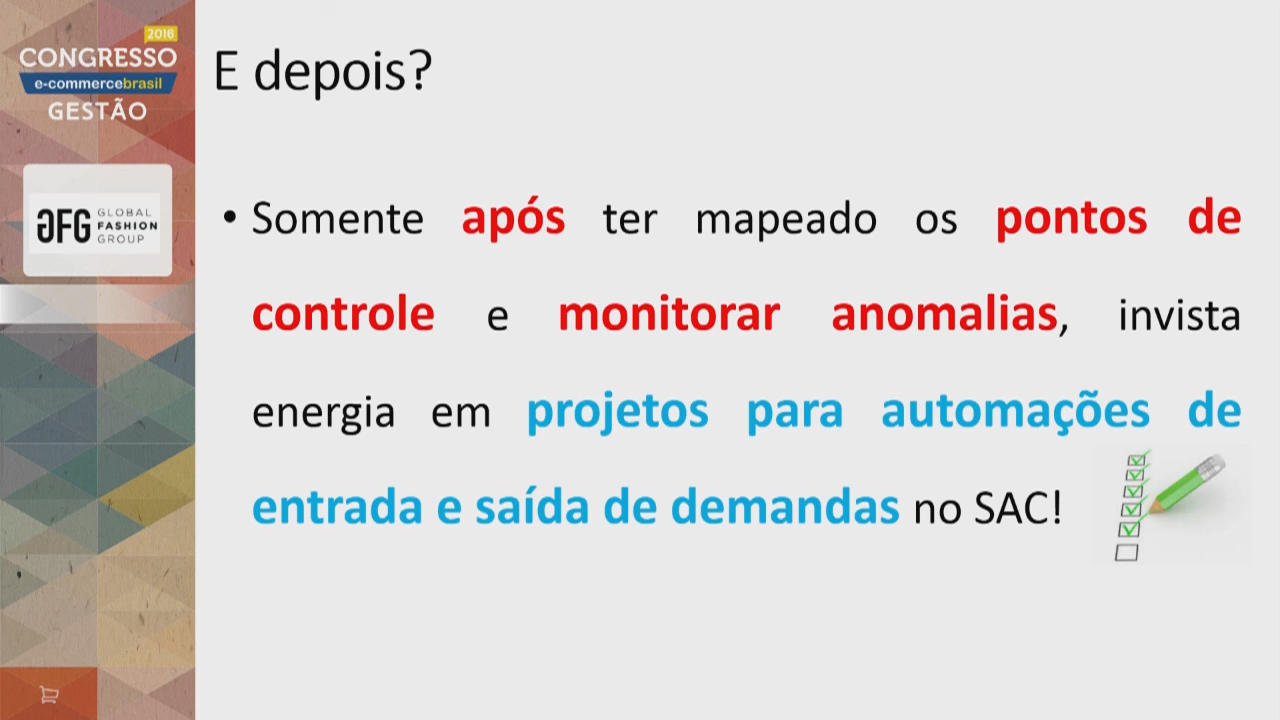 2016
CONGRESSO
e-commercebrasil
GESTÃO
GFG GLOBAL
FASHION
GROUP
E depois?
• Somente após ter mapeado os pontos de
controle e monitorar anomalias, invista
energia em projetos para automações de
entrada e saída de demandas no SAC!